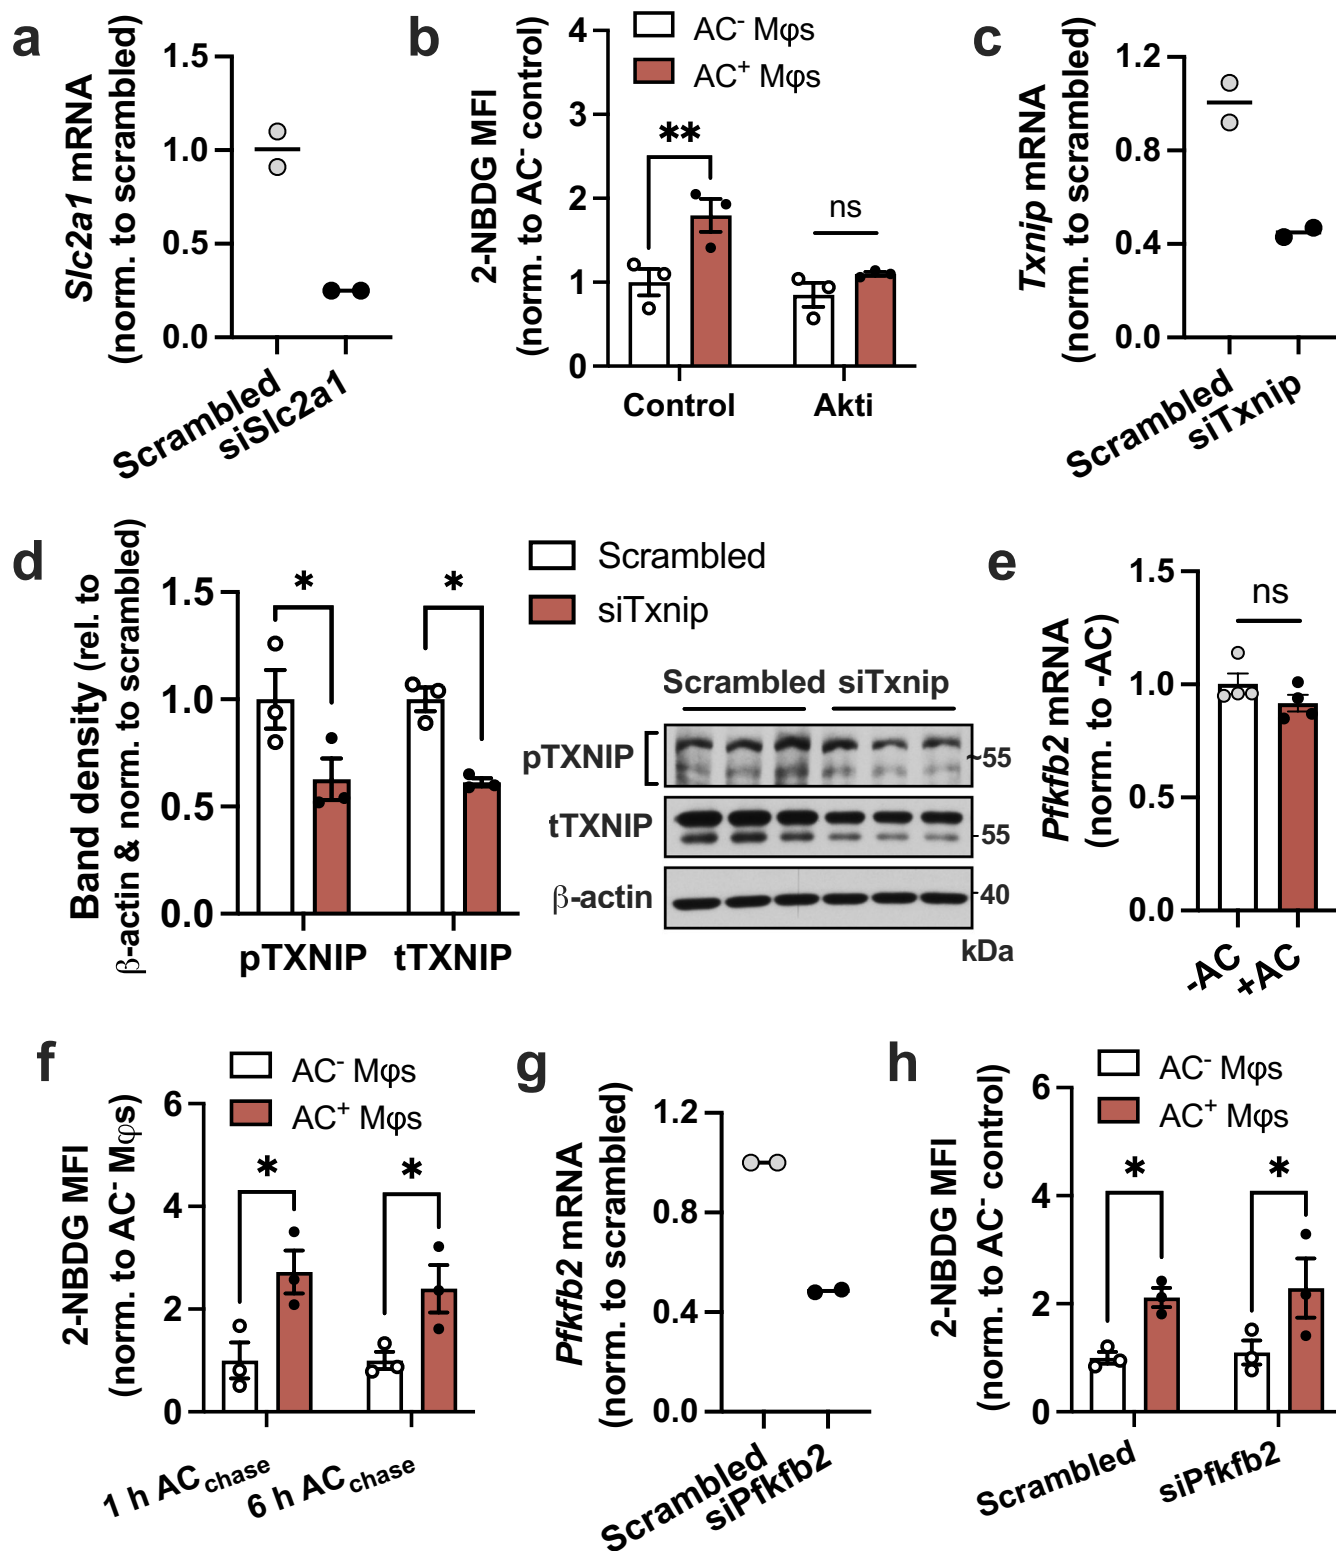 a
Slc2a1 mRNA
(norm. to scrambled)
1.5
1.0
0.5
0.0
Scrambled
siSlc2a1
b
2-NBDG MFI
(norm. to AC- control)
4
3
2
1
0
AC- Mφs
AC+ Mφs
**
ns
Control
Akti
c
Txnip mRNA
(norm. to scrambled)
1.2
0.8
0.4
0.0
Scrambled
siTxnip
d
Band density (rel. to
β-actin & norm. to scrambled)
1.5
1.0
0.5
0.0
*
*
pTXNIP
tTXNIP
Scrambled
siTxnip
Scrambled siTxnip
pTXNIP
~55
tTXNIP
55
β-actin
40
kDa
e
Pfkfb2 mRNA
(norm. to -AC)
1.5
1.0
0.5
0.0
ns
-AC
+AC
f
2-NBDG MFI
(norm. to AC- Mφs)
6
4
2
0
AC- Mφs
AC+ Mφs
*
*
1 h ACchase
6 h ACchase
g
Pfkfb2 mRNA
(norm. to scrambled)
1.2
0.8
0.4
0.0
Scrambled
siPfkfb2
h
2-NBDG MFI
(norm. to AC- control)
6
4
2
0
AC- Mφs
AC+ Mφs
*
*
Scrambled
siPfkfb2